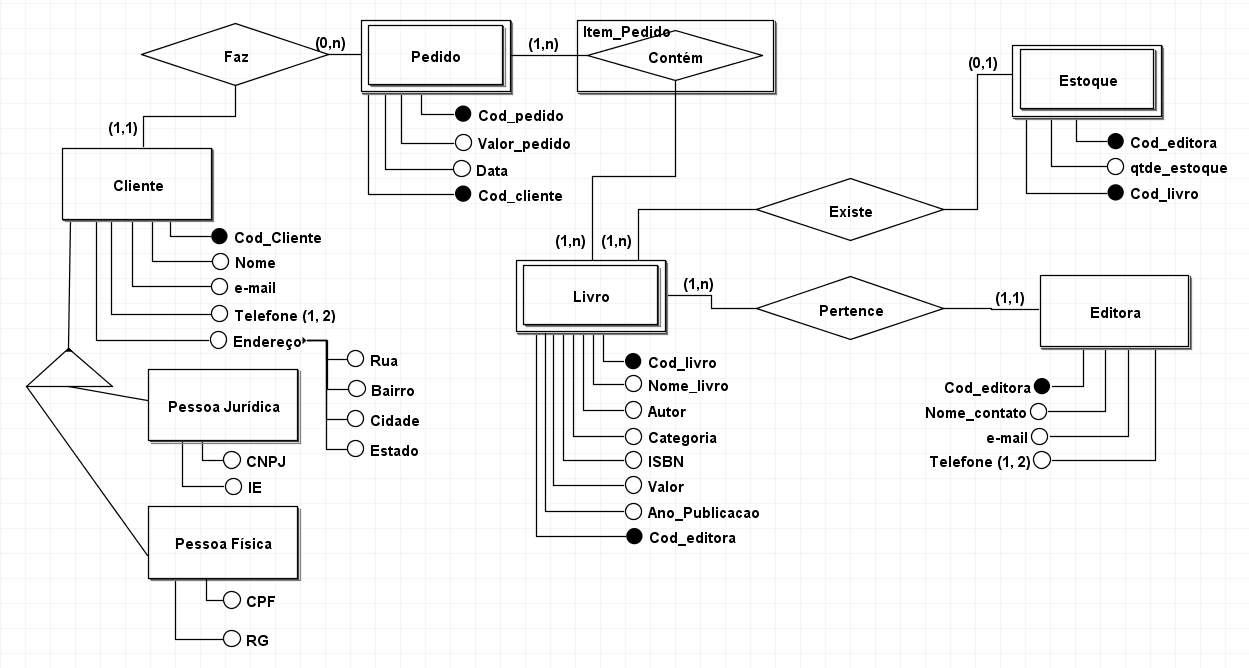 Faz
(0,n)
Pedido
(1,n)
Item_Pedido
Contém
(0,1)
Estoque
Cod_pedido
Valor_pedido
Data
Cod_cliente
Cod_editora
qtde_estoque
Cod_livro
(1,1)
Cliente
Cod_Cliente
Nome
e-mail
Telefone (1, 2)
Endereço
Rua
Bairro
Cidade
Estado
Existe
(1,n)
(1,n)
Livro
(1,n)
Pertence
(1,1)
Editora
Cod_livro
Nome_livro
Autor
Categoria
ISBN
Valor
Ano_Publicacao
Cod_editora
Cod_editora
Nome_contato
e-mail
Telefone (1, 2)
Pessoa Jurídica
CNPJ
IE
Pessoa Física
CPF
RG